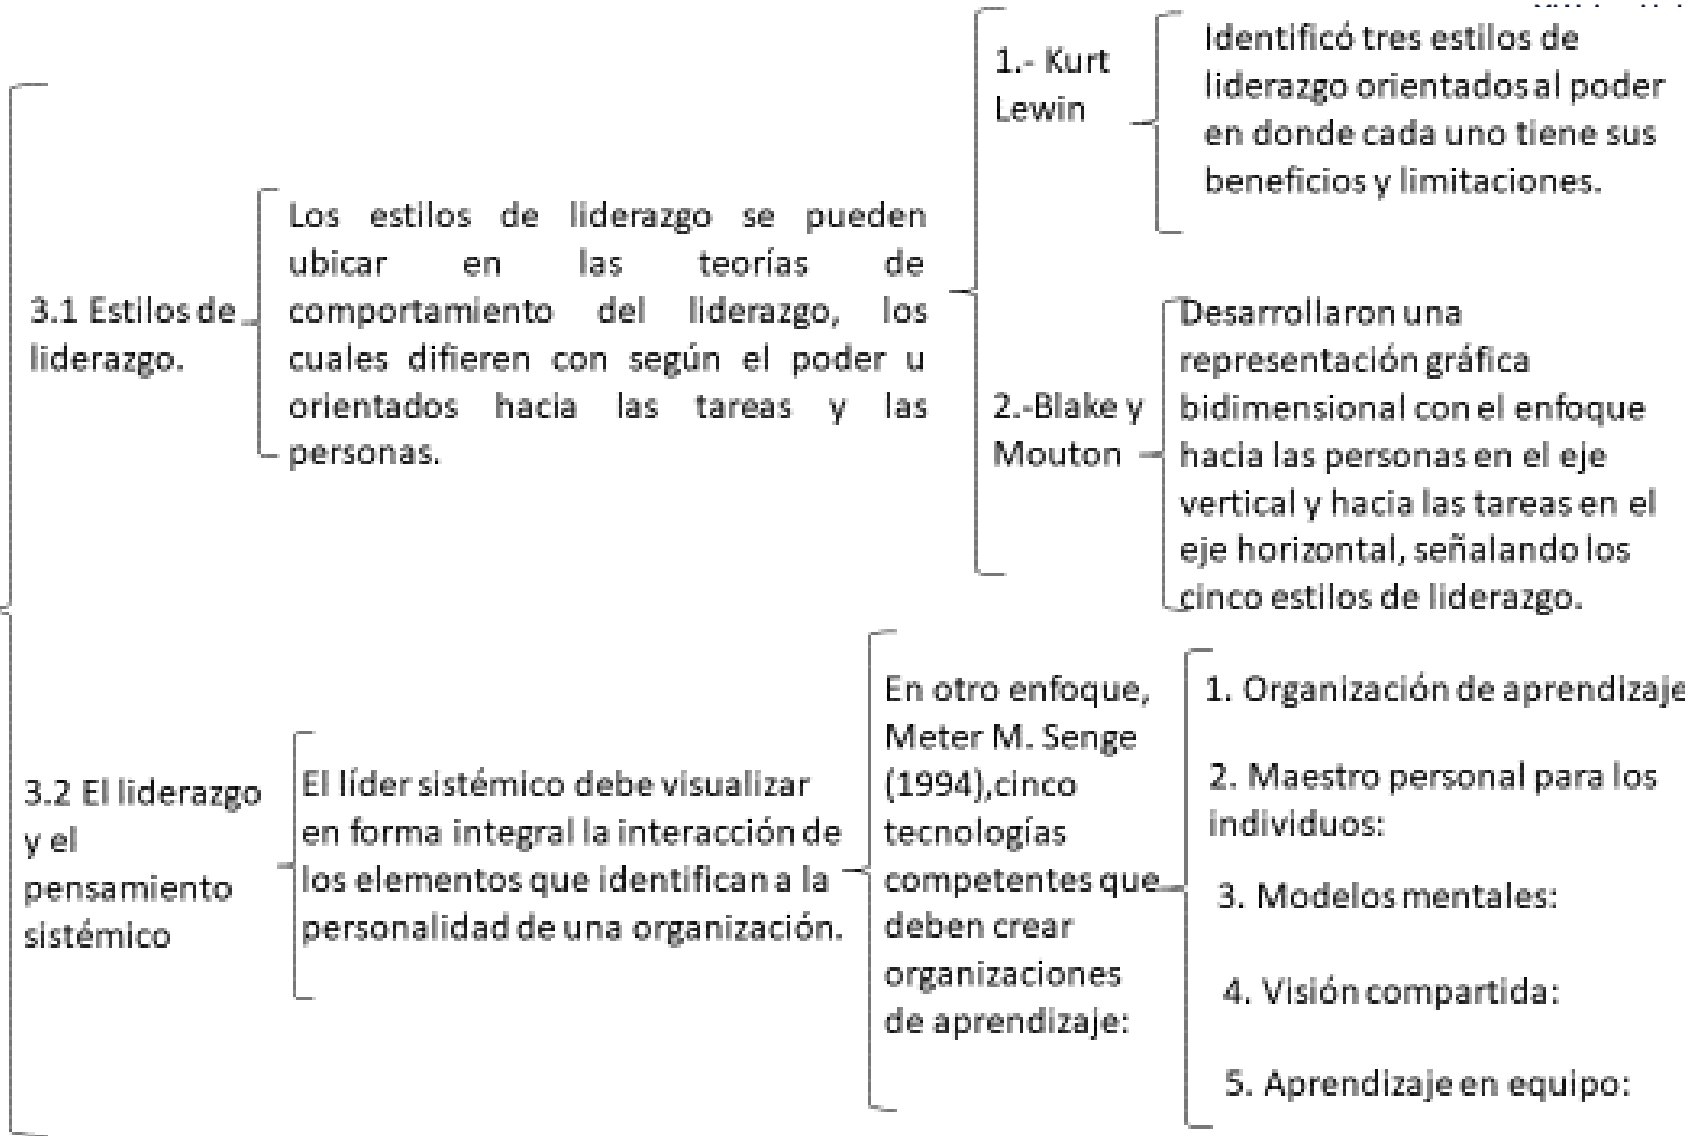 3.1 Estilos de
liderazgo.
Los estilos de liderazgo se pueden
ubicar en las teorías de
comportamiento del liderazgo, los
cuales difieren con según el poder u
orientados hacia las tareas y las
personas.
1.- Kurt
Lewin
Identificó tres estilos de
liderazgo orientados al poder
en donde cada uno tiene sus
beneficios y limitaciones.
2.-Blake y
Mouton
Desarrollaron una
representación gráfica
bidimensional con el enfoque
hacia las personas en el eje
vertical y hacia las tareas en el
eje horizontal, señalando los
cinco estilos de liderazgo.
3.2 El liderazgo
y el
pensamiento
sistémico
El líder sistémico debe visualizar
en forma integral la interacción de
los elementos que identifican a la
personalidad de una organización.
En otro enfoque,
Meter M. Senge
(1994),cinco
tecnologías
competentes que
deben crear
organizaciones
de aprendizaje:
1. Organización de aprendizaje
2. Maestro personal para los
individuos:
3. Modelos mentales:
4. Visión compartida:
5. Aprendizaje en equipo: